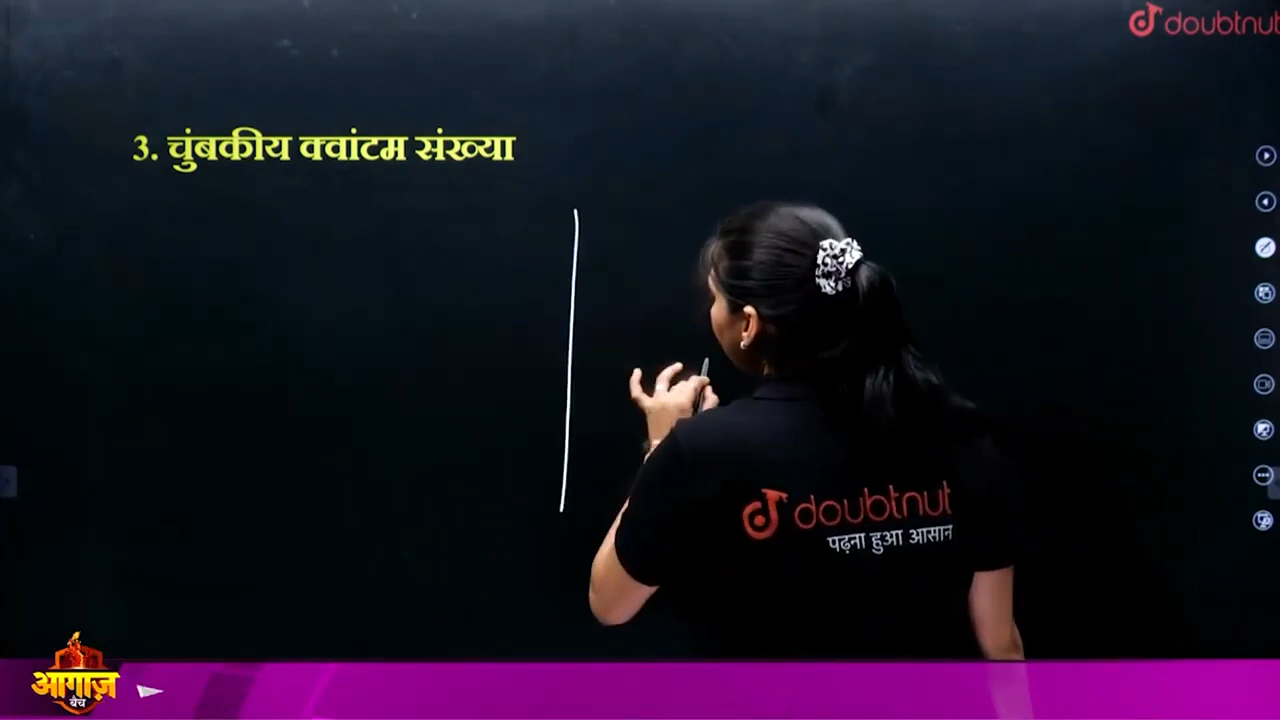 doubtnut
3. चुंबकीय क्वांटम संख्या
doubtnut
पढ़ना हुआ आसान
आगाज़
बैच